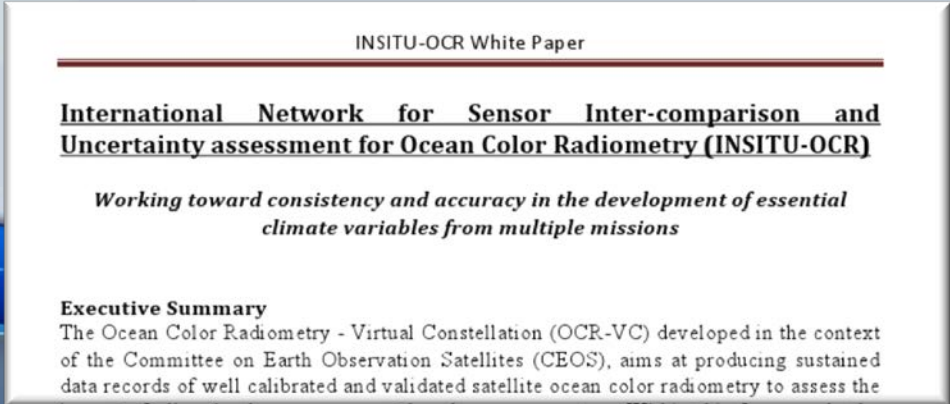 INSITU-OCR White Paper
International Network for Sensor Inter-comparison and
Uncertainty assessment for Ocean Color Radiometry (INSITU-OCR)
Working toward consistency and accuracy in the development of essential
climate variables from multiple missions
Executive Summary
The Ocean Color Radiometry - Virtual Constellation (OCR-VC) developed in the context
of the Committee on Earth Observation Satellites (CEOS), aims at producing sustained
data records of well calibrated and validated satellite ocean color radiometry to assess the